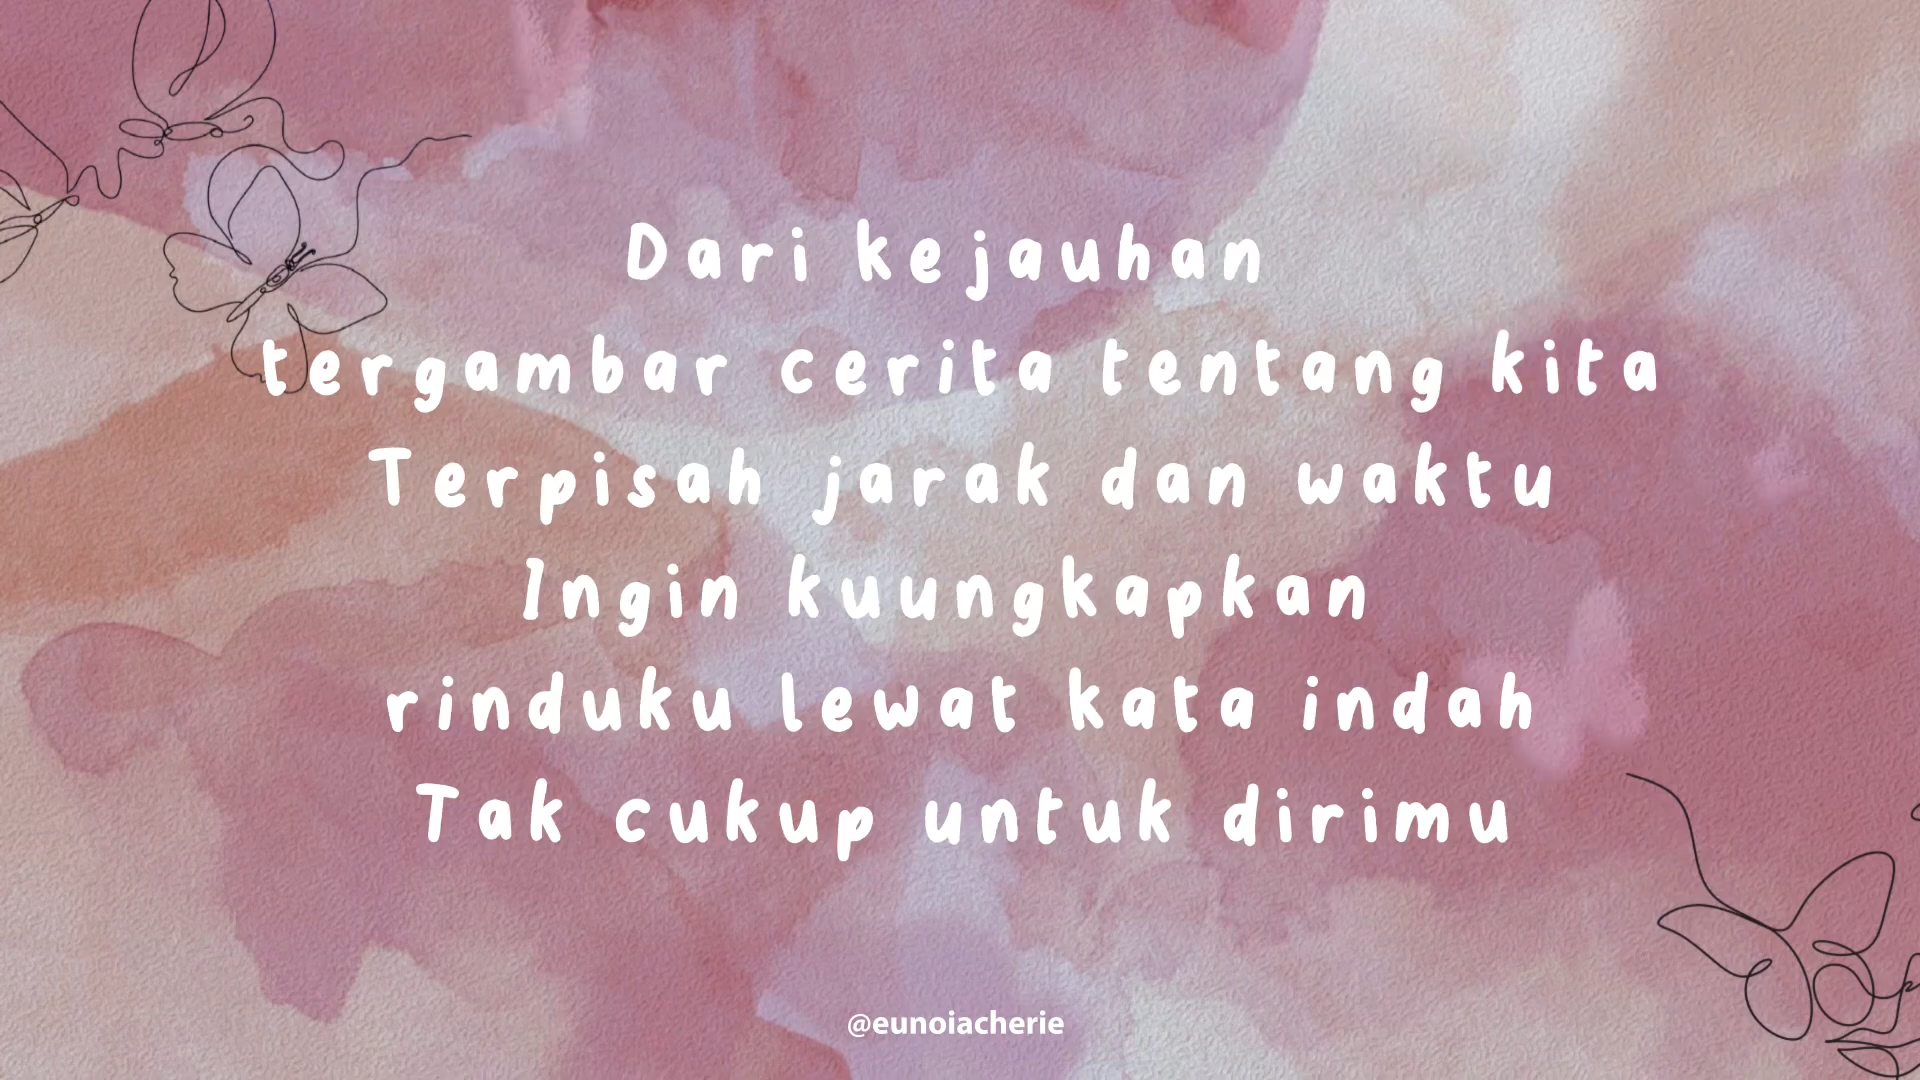 Dari kejauhan
tergambar cerita tentang kita
Terpisah jarak dan waktu
Ingin kuungkapkan
rinduku lewat kata indah
Tak cukup untuk dirimu
@eunoiacherie